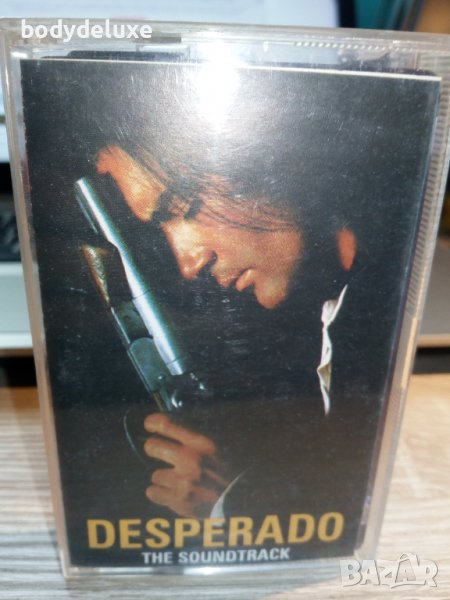 bodydeluxe
DESPERADO
THE SOUNDTRACK
BAZAR